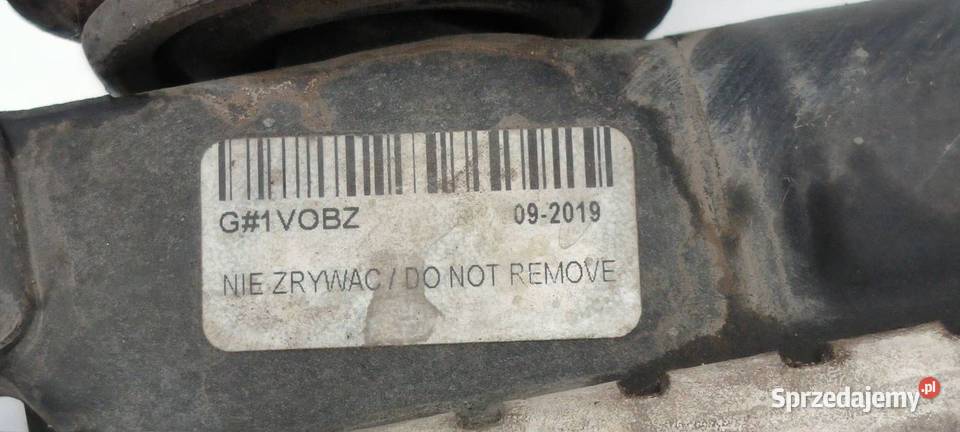 G#1VOBZ 09-2019
NIE ZRYWAC / DO NOT REMOVE
Sprzedajemy.pl